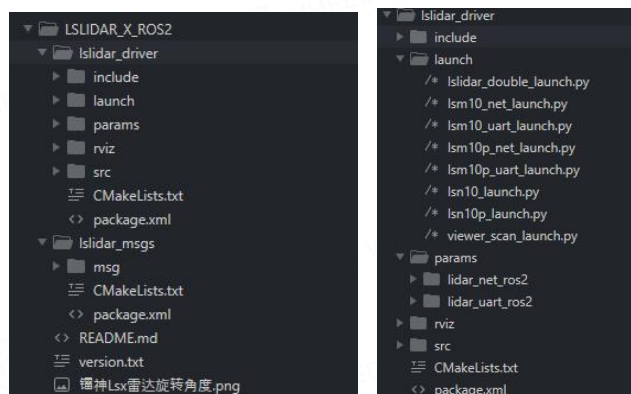 LSLIDAR_X_ROS2
lslidar_driver
include
launch
params
rviz
src
CMakeLists.txt
package.xml
lslidar_msgs
msg
CMakeLists.txt
package.xml
README.md
version.txt
镭神Lsx雷达旋转角度.png
lslidar_driver
include
launch
/* lslidar_double_launch.py
/* lsm10_net_launch.py
/* lsm10_uart_launch.py
/* lsm10p_net_launch.py
/* lsm10p_uart_launch.py
/* lsn10_launch.py
/* lsn10p_launch.py
/* viewer_scan_launch.py
params
lidar_net_ros2
lidar_uart_ros2
rviz
src
CMakeLists.txt
<> package.xml